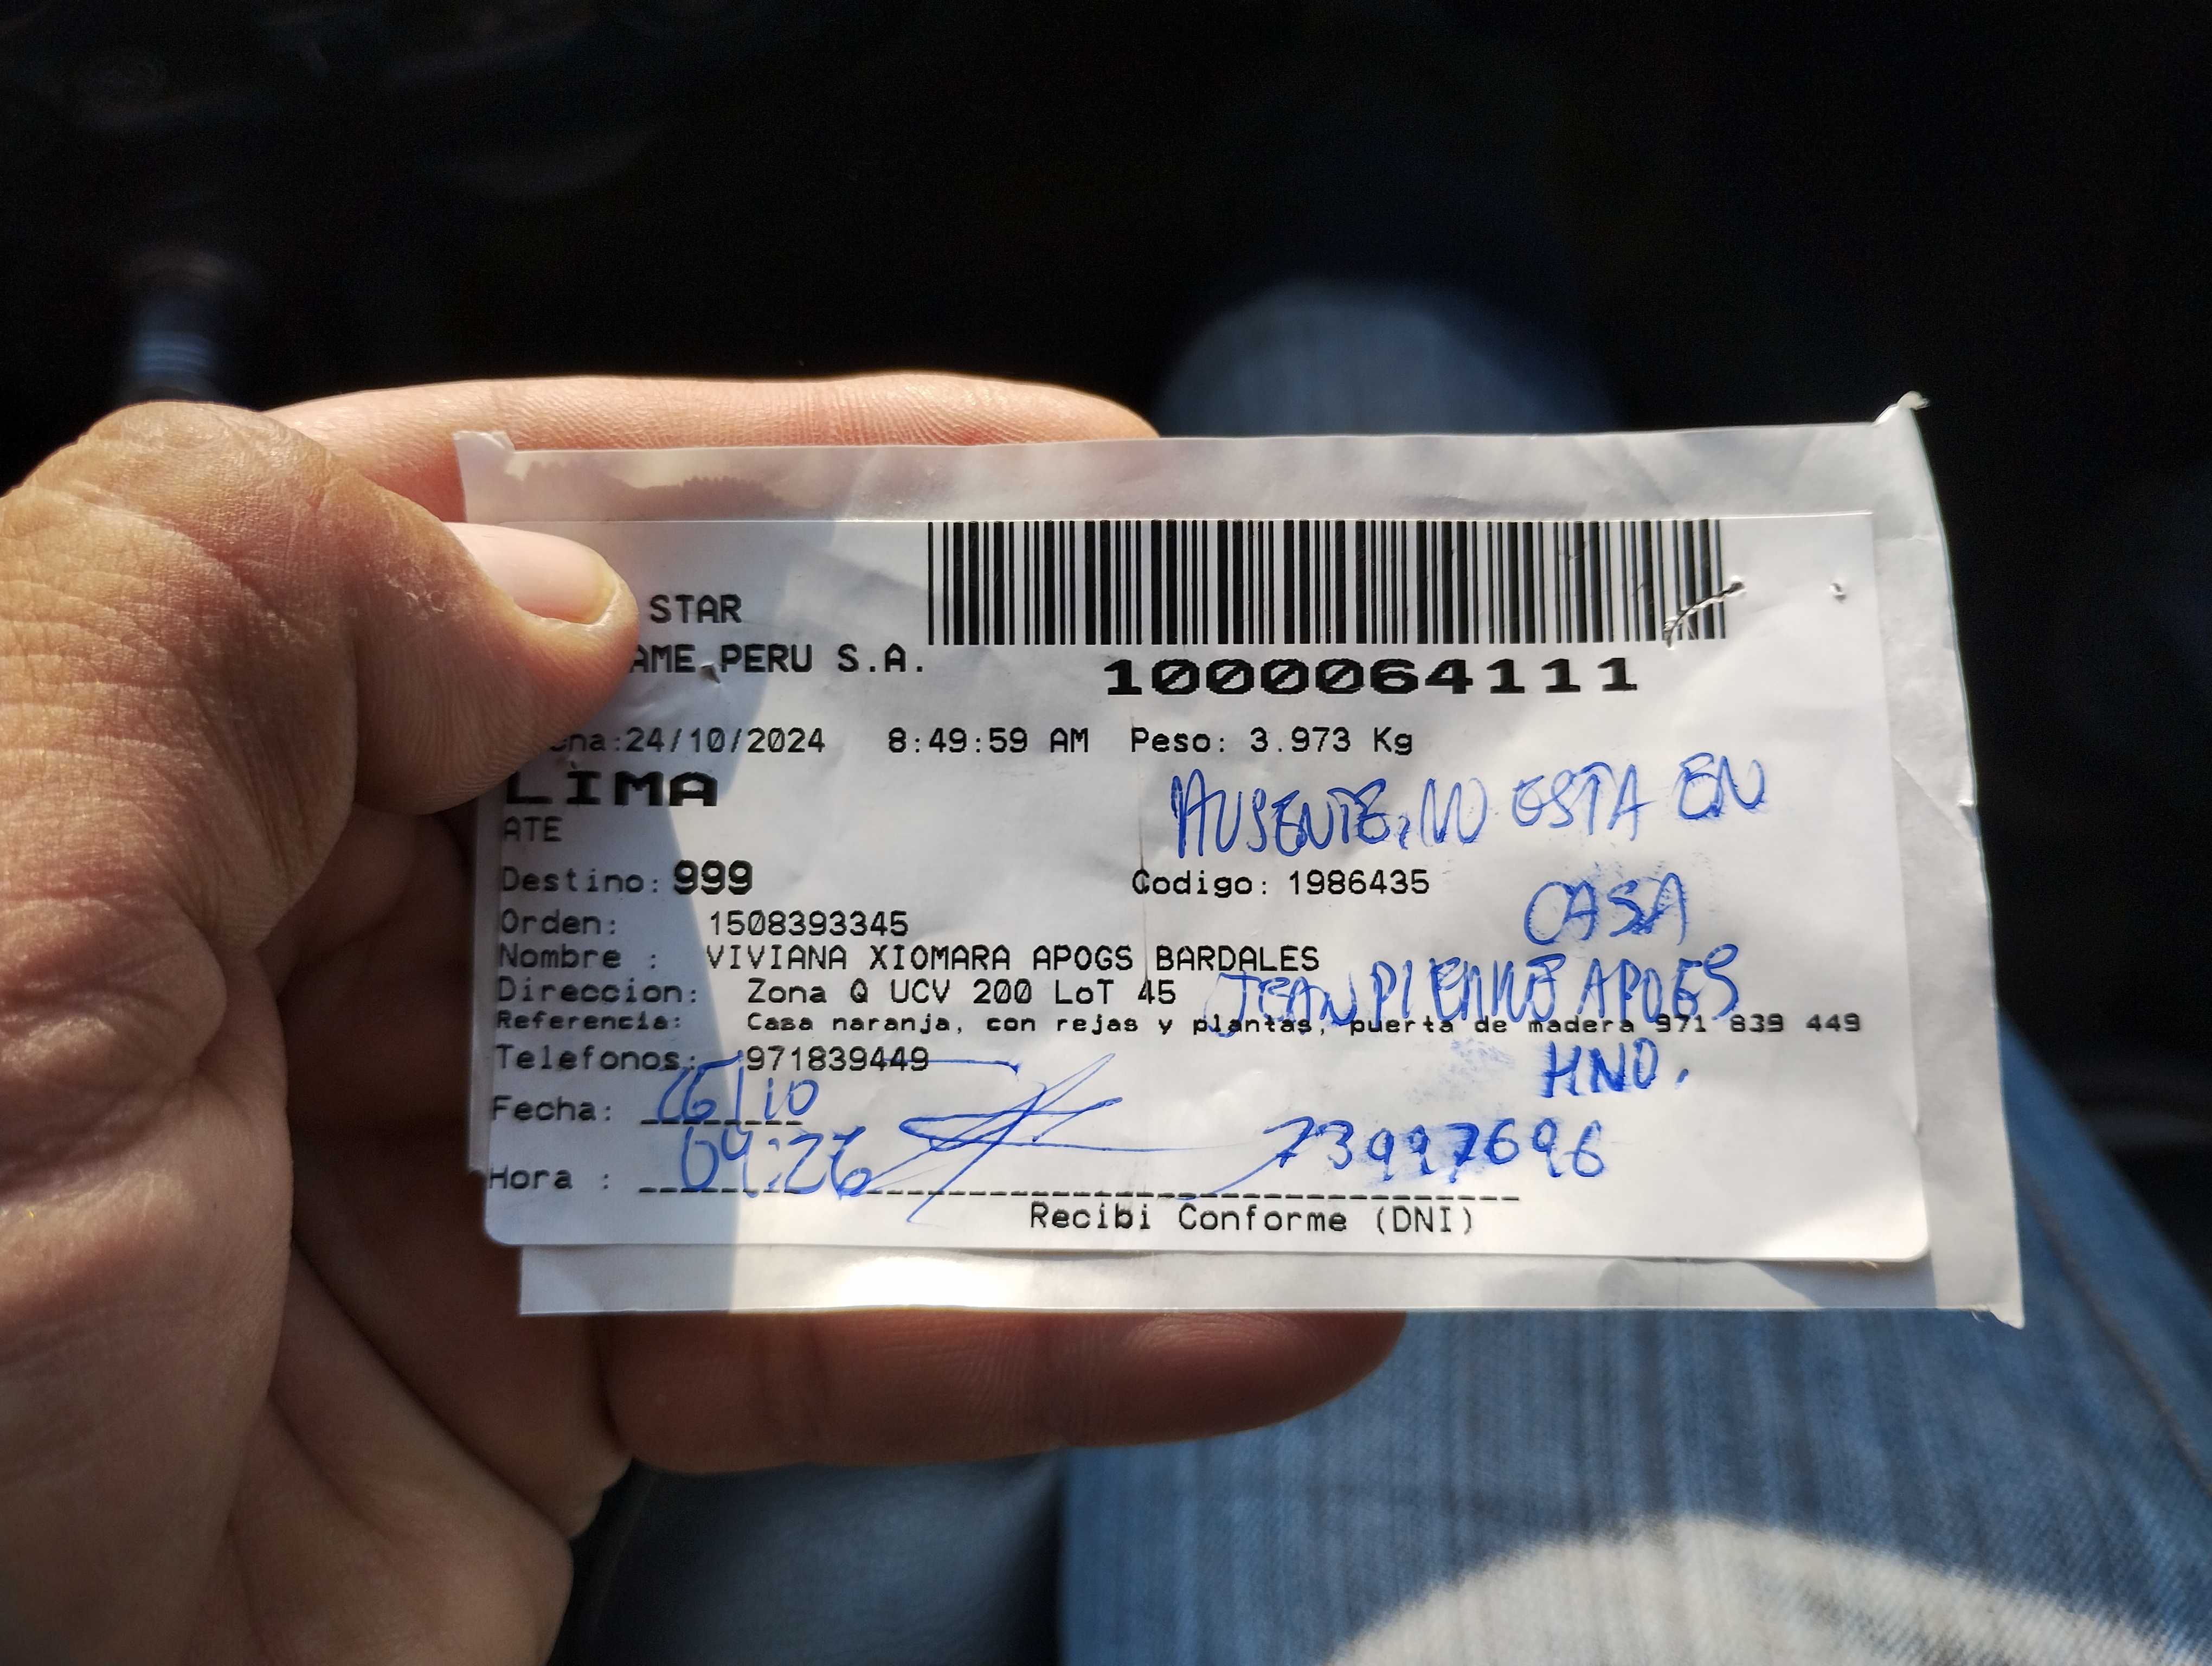 STAR
AME PERU S.A.
1000064111
24/10/2024 8:49:59 AM Peso: 3.973 Kg
LIMA
ATE
AUSENTE, NO ESTA EN
CASA
Destino: 999 Codigo: 1986435
Orden: 1508393345
Nombre : VIVIANA XIOMARA APOGS BARDALES
JEAN PIERRE APOGS
HNO.
Direccion: Zona Q UCV 200 LoT 45
Referencia: Casa naranja, con rejas y plantas, puerta de madera 971 839 449
Telefonos: 971839449
Fecha: 26/10
Hora : 04:26
73997696
Recibi Conforme (DNI)